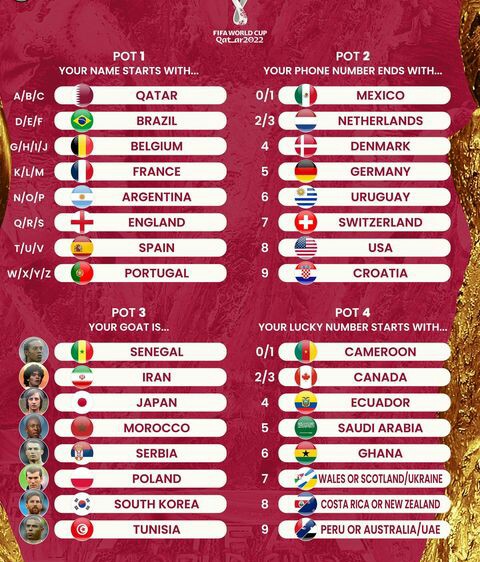 FIFA WORLD CUP
Qatar2022
POT 1
YOUR NAME STARTS WITH...
A/B/C QATAR
D/E/F BRAZIL
G/H/I/J BELGIUM
K/L/M FRANCE
N/O/P ARGENTINA
Q/R/S ENGLAND
T/U/V SPAIN
W/X/Y/Z PORTUGAL
POT 2
YOUR PHONE NUMBER ENDS WITH...
0/1 MEXICO
2/3 NETHERLANDS
4 DENMARK
5 GERMANY
6 URUGUAY
7 SWITZERLAND
8 USA
9 CROATIA
POT 3
YOUR GOAT IS...
SENEGAL
IRAN
JAPAN
MOROCCO
SERBIA
POLAND
SOUTH KOREA
TUNISIA
POT 4
YOUR LUCKY NUMBER STARTS WITH...
0/1 CAMEROON
2/3 CANADA
4 ECUADOR
5 SAUDI ARABIA
6 GHANA
7 WALES OR SCOTLAND/UKRAINE
8 COSTA RICA OR NEW ZEALAND
9 PERU OR AUSTRALIA/UAE